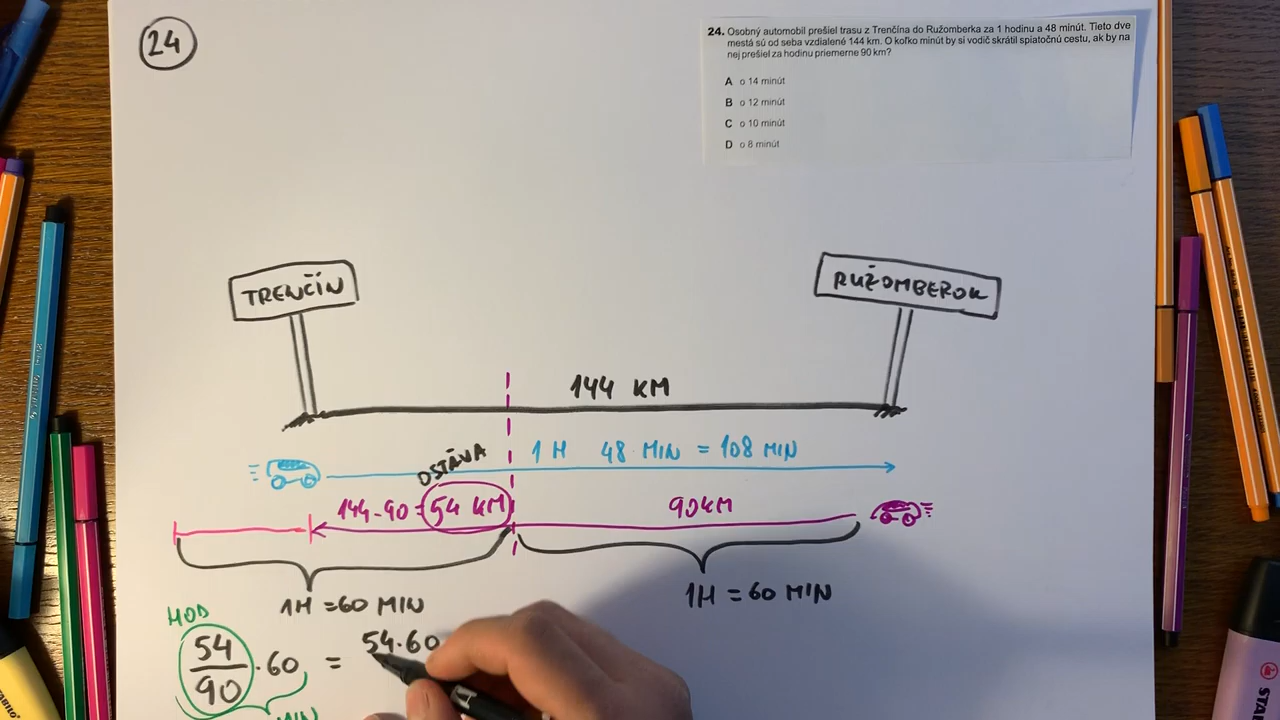 24
24. Osobný automobil prešiel trasu z Trenčína do Ružomberka za 1 hodinu a 48 minút. Tieto dve
mestá sú od seba vzdialené 144 km. O koľko minút by si vodič skrátil spiatočnú cestu, ak by na
nej prešiel za hodinu priemerne 90 km?
A o 14 minút
B o 12 minút
C o 10 minút
D o 8 minút
TRENČÍN
RUŽOMBEROK
144 KM
OSTÁVA
1 H 48 MIN = 108 MIN
144-90=54 KM
90KM
1H =60 MIN
1H =60 MIN
HOD
54/90 · 60 = 54·60
MIN
STA